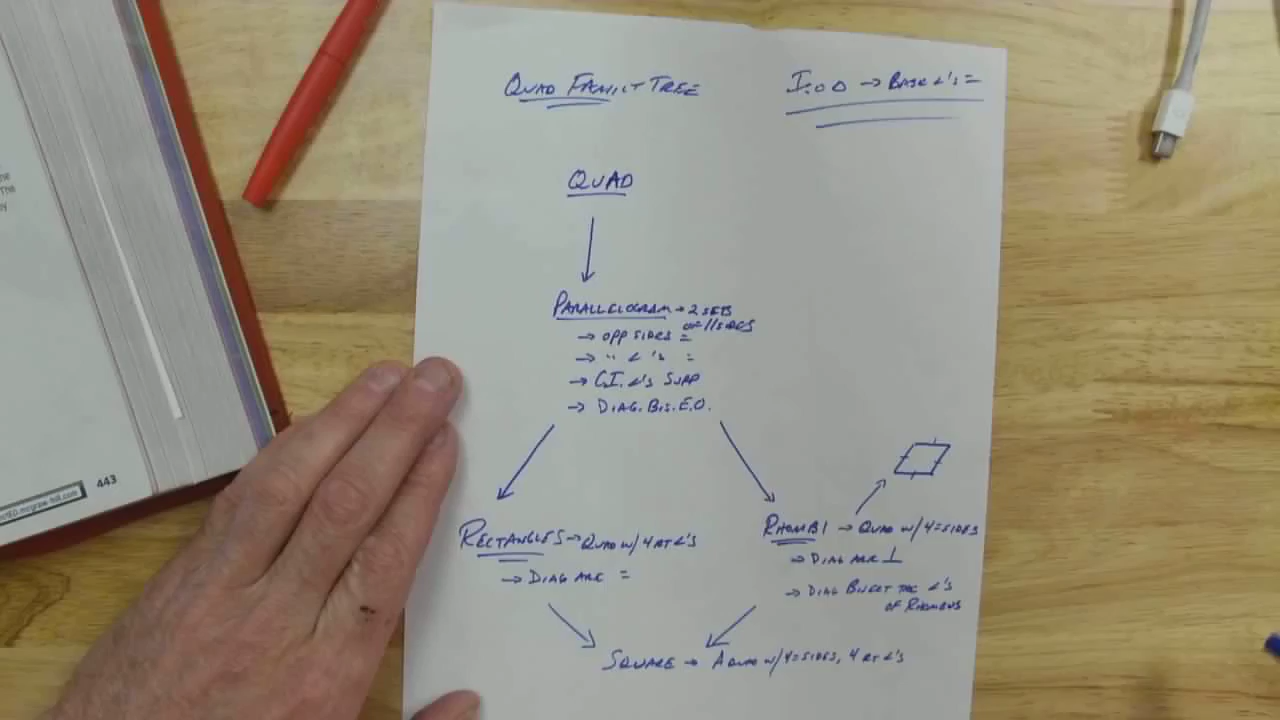 QUAD FAMILY TREE
ISO Δ → BASE ∠'S =
QUAD
PARALLELOGRAM → 2 SETS
OF // SIDES
→ OPP SIDES =
→ " ∠'S =
→ C.I. ∠'S SUPP
→ DIAG. BIS. E.O.
RECTANGLES → QUAD W/ 4 RT ∠'S
→ DIAG ARE =
RHOMBI → QUAD W/ 4 = SIDES
→ DIAG ARE ⊥
→ DIAG BISECT THE ∠'S
OF RHOMBUS
SQUARE → A QUAD W/ 4 = SIDES, 4 RT ∠'S
443
The